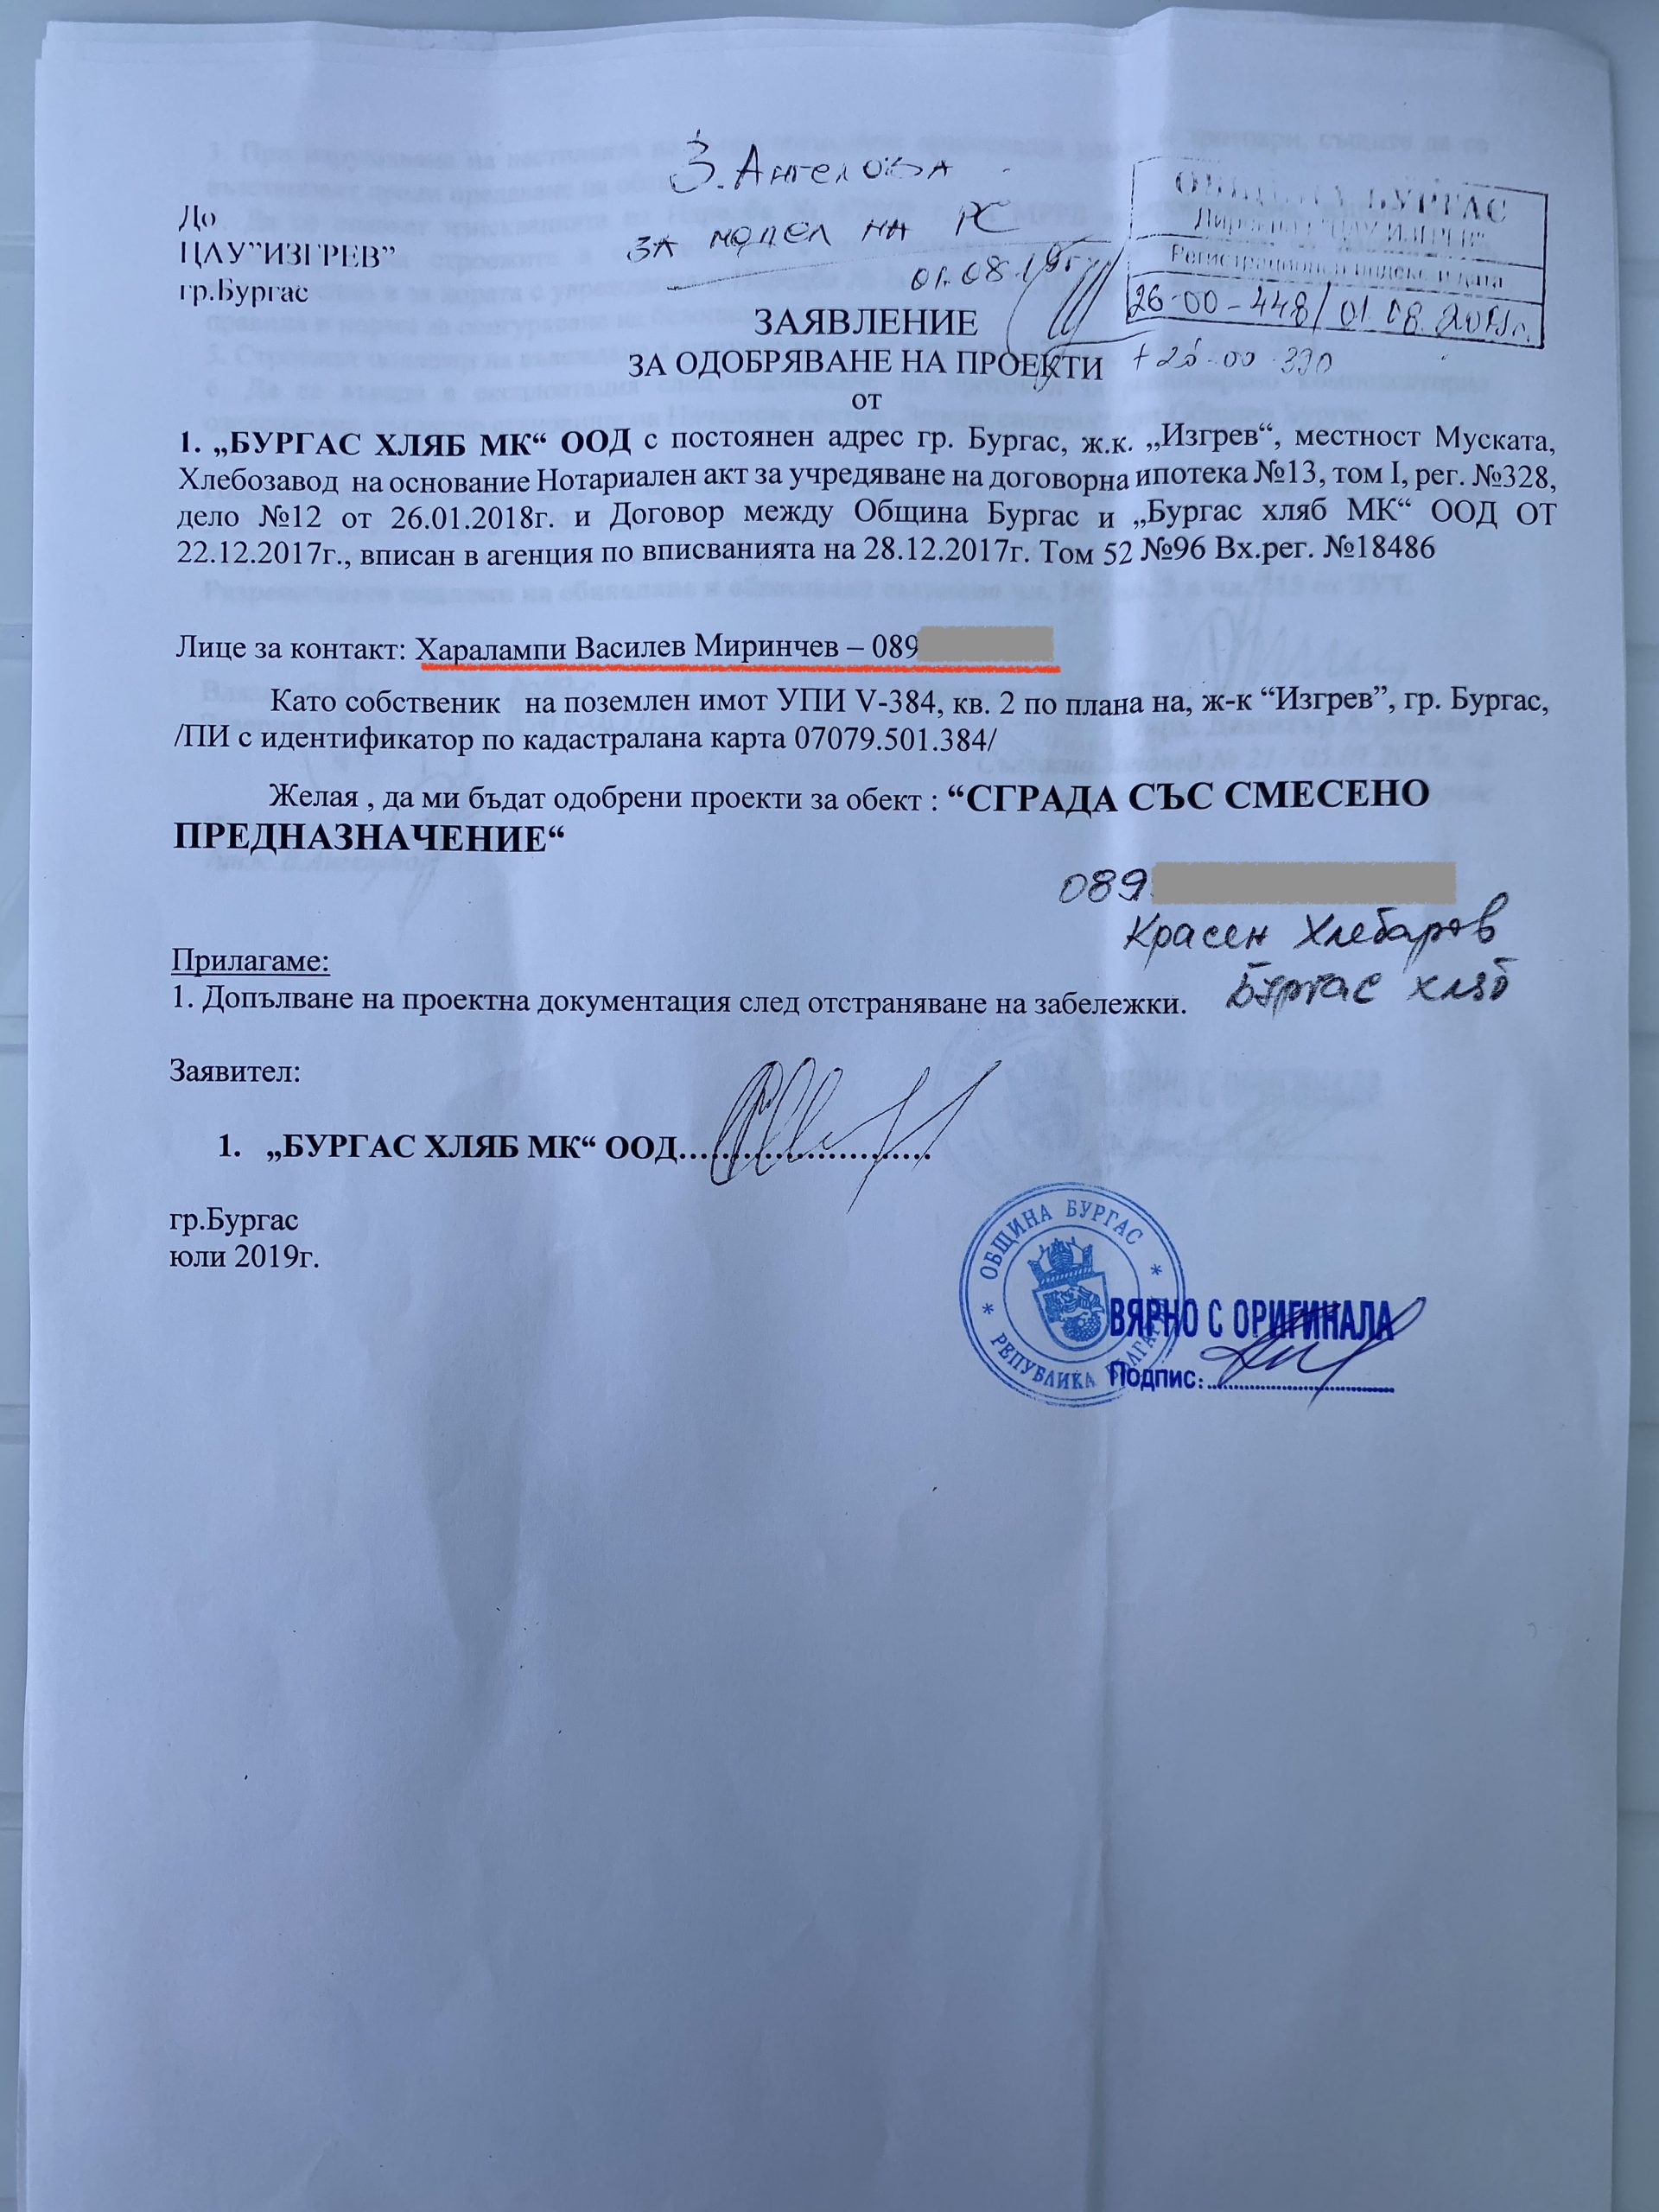 З. Ангелова
за модел на РС
01.08.19г.
ОБЩИНА БУРГАС
Дирекция "ЦАУ ИЗГРЕВ"
Регистрационен индекс и дата
26-00-448/01.08.2019г.
+ 26-00-390
До
ЦАУ"ИЗГРЕВ"
гр.Бургас
ЗАЯВЛЕНИЕ
ЗА ОДОБРЯВАНЕ НА ПРОЕКТИ
от
1. „БУРГАС ХЛЯБ МК“ ООД с постоянен адрес гр. Бургас, ж.к. „Изгрев“, местност Муската,
Хлебозавод на основание Нотариален акт за учредяване на договорна ипотека №13, том I, рег. №328,
дело №12 от 26.01.2018г. и Договор между Община Бургас и „Бургас хляб МК“ ООД ОТ
22.12.2017г., вписан в агенция по вписванията на 28.12.2017г. Том 52 №96 Вх.рег. №18486
Лице за контакт: Харалампи Василев Миринчев – 089
Като собственик на поземлен имот УПИ V-384, кв. 2 по плана на, ж-к “Изгрев”, гр. Бургас,
/ПИ с идентификатор по кадастралана карта 07079.501.384/
Желая , да ми бъдат одобрени проекти за обект : “СГРАДА СЪС СМЕСЕНО
ПРЕДНАЗНАЧЕНИЕ“
089
Красен Хлебаров
Бургас хляб
Прилагаме:
1. Допълване на проектна документация след отстраняване на забележки.
Заявител:
1. „БУРГАС ХЛЯБ МК“ ООД..........................
гр.Бургас
юли 2019г.
* ОБЩИНА БУРГАС *
РЕПУБЛИКА БЪЛГАРИЯ
ВЯРНО С ОРИГИНАЛА
Подпис:..............................